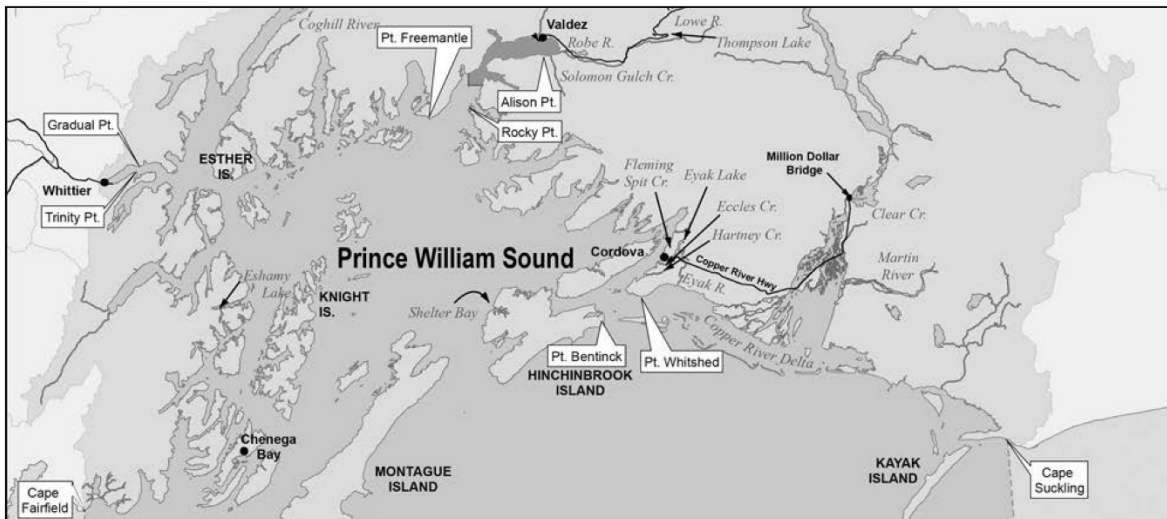 Coghill River
Pt. Freemantle
Valdez
Lowe R.
Robe R.
Thompson Lake
Solomon Gulch Cr.
Alison Pt.
Rocky Pt.
Gradual Pt.
ESTHER
IS.
Whittier
Trinity Pt.
Fleming
Spit Cr.
Eyak Lake
Million Dollar
Bridge
Eccles Cr.
Clear Cr.
Hartney Cr.
Prince William Sound
Cordova
Copper River Hwy
Martin
River
Eshamy
Lake
KNIGHT
IS.
Shelter Bay
Eyak R.
Copper River Delta
Pt. Bentinck
Pt. Whitshed
HINCHINBROOK
ISLAND
Chenega
Bay
MONTAGUE
ISLAND
KAYAK
ISLAND
Cape
Suckling
Cape
Fairfield